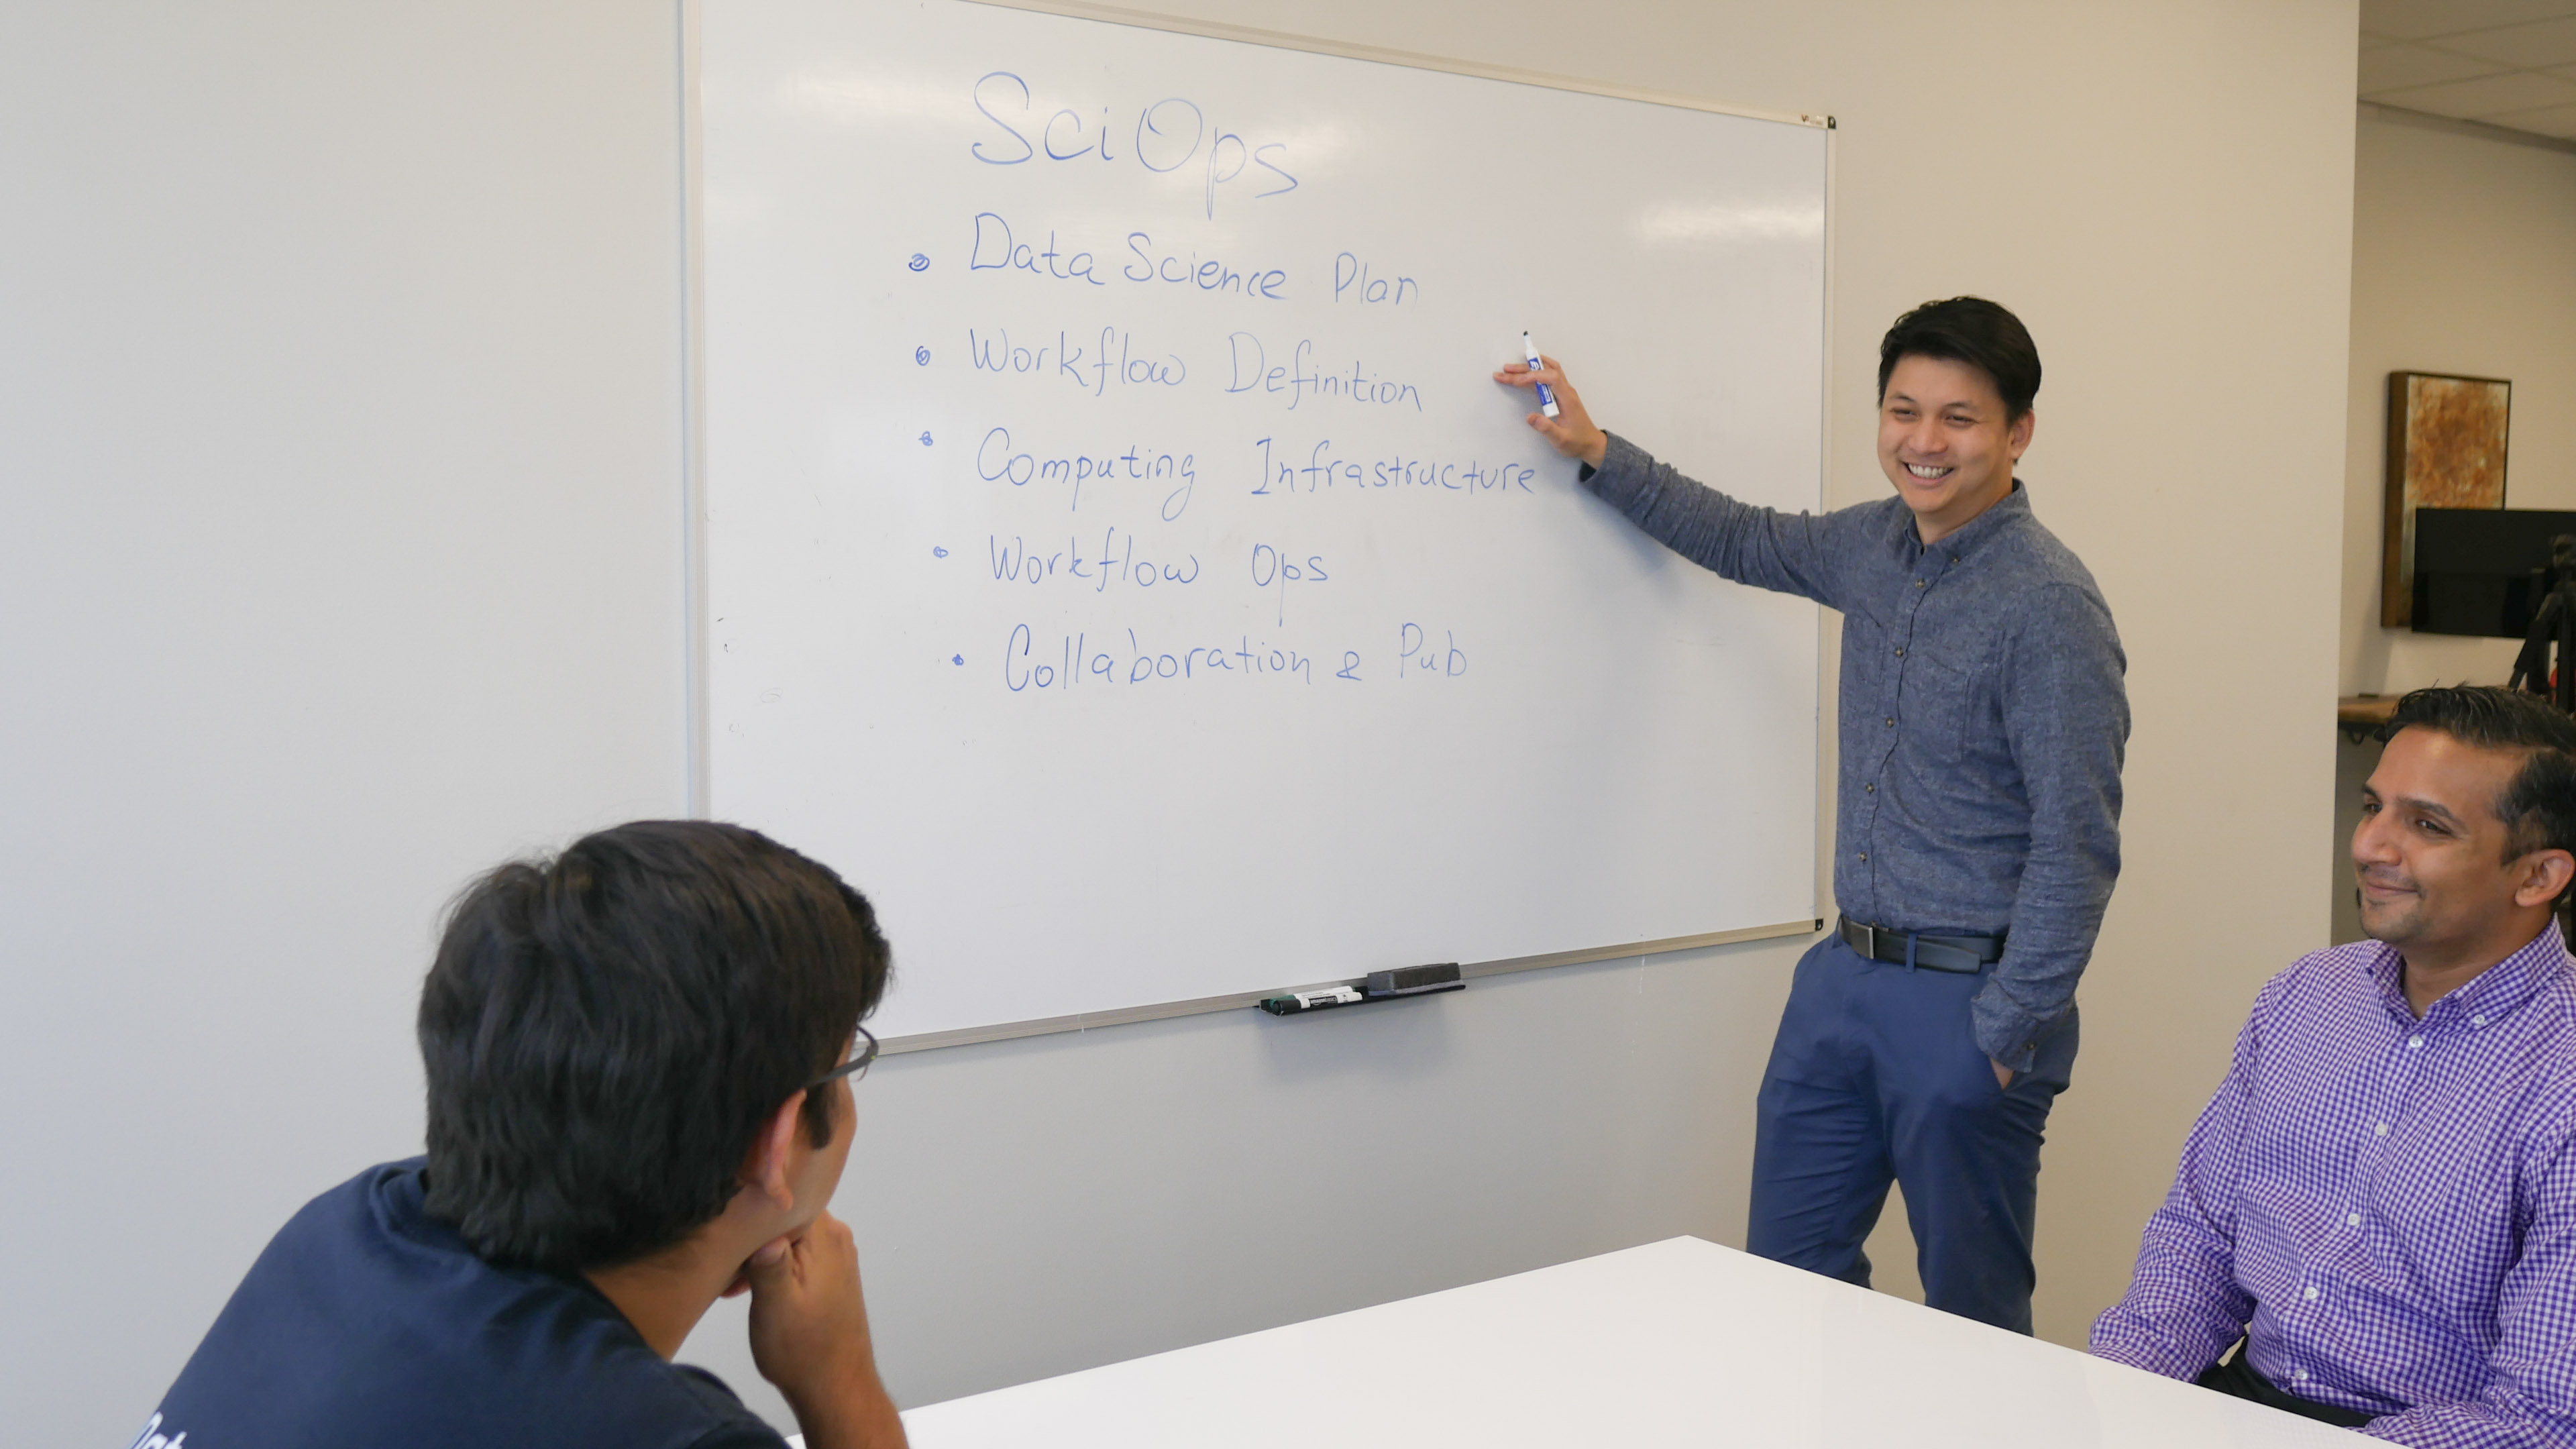 SciOps
• Data Science Plan
• Workflow Definition
• Computing Infrastructure
• Workflow Ops
• Collaboration & Pub